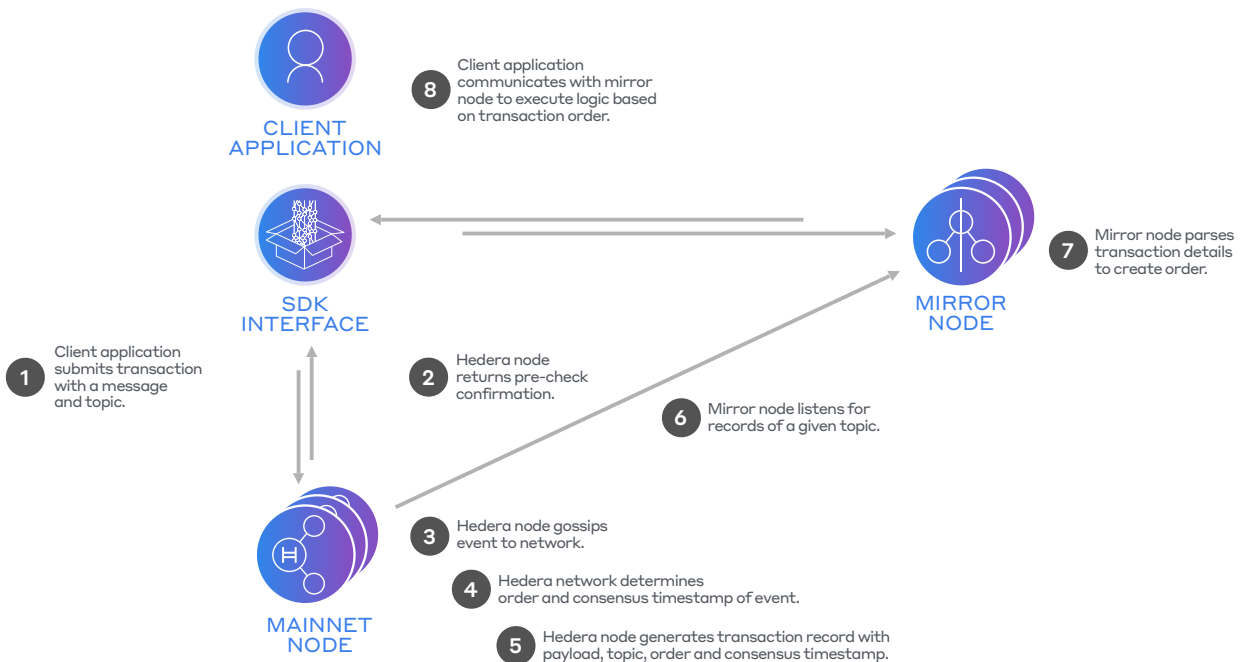 CLIENT
APPLICATION
8
Client application
communicates with mirror
node to execute logic based
on transaction order.
SDK
INTERFACE
MIRROR
NODE
7
Mirror node parses
transaction details
to create order.
1
Client application
submits transaction
with a message
and topic.
2
Hedera node
returns pre-check
confirmation.
6
Mirror node listens for
records of a given topic.
H
MAINNET
NODE
3
Hedera node gossips
event to network.
4
Hedera network determines
order and consensus timestamp of event.
5
Hedera node generates transaction record with
payload, topic, order and consensus timestamp.